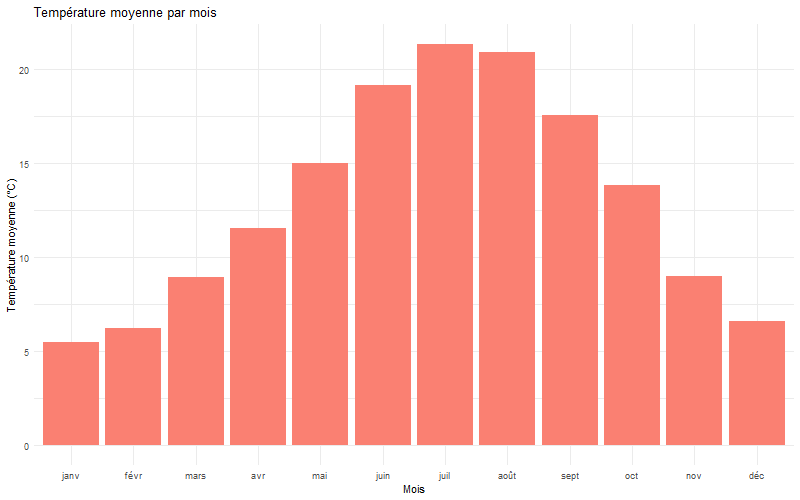 Température moyenne par mois
Température moyenne (°C)
20
15
10
5
0
janv févr mars avr mai juin juil août sept oct nov déc
Mois